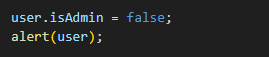 user.isAdmin = false;
alert(user);